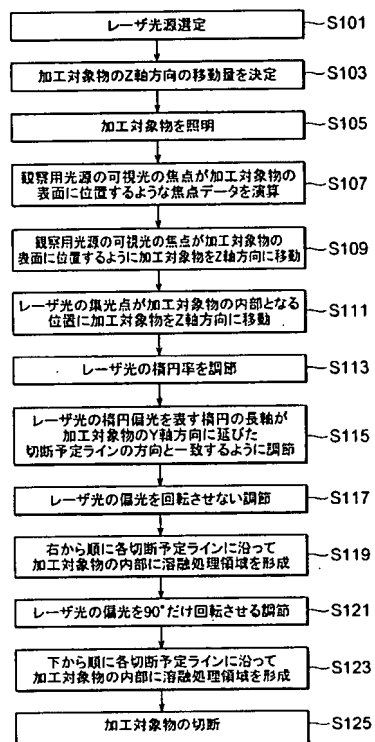 レーザ光源選定
S101
加工対象物のZ軸方向の移動量を決定
S103
加工対象物を照明
S105
観察用光源の可視光の焦点が加工対象物の
表面に位置するような焦点データを演算
S107
観察用光源の可視光の焦点が加工対象物の
表面に位置するように加工対象物をZ軸方向に移動
S109
レーザ光の集光点が加工対象物の内部となる
位置に加工対象物をZ軸方向に移動
S111
レーザ光の楕円率を調節
S113
レーザ光の楕円偏光を表す楕円の長軸が
加工対象物のY軸方向に延びた
切断予定ラインの方向と一致するように調節
S115
レーザ光の偏光を回転させない調節
S117
右から順に各切断予定ラインに沿って
加工対象物の内部に溶融処理領域を形成
S119
レーザ光の偏光を90°だけ回転させる調節
S121
下から順に各切断予定ラインに沿って
加工対象物の内部に溶融処理領域を形成
S123
加工対象物の切断
S125